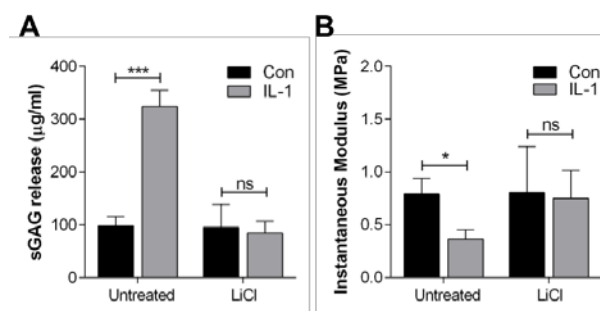 A
sGAG release (µg/ml)
400
300
200
100
0
***
ns
Con
IL-1
Untreated
LiCl
B
Instantaneous Modulus (MPa)
2.0
1.5
1.0
0.5
0.0
*
ns
Con
IL-1
Untreated
LiCl